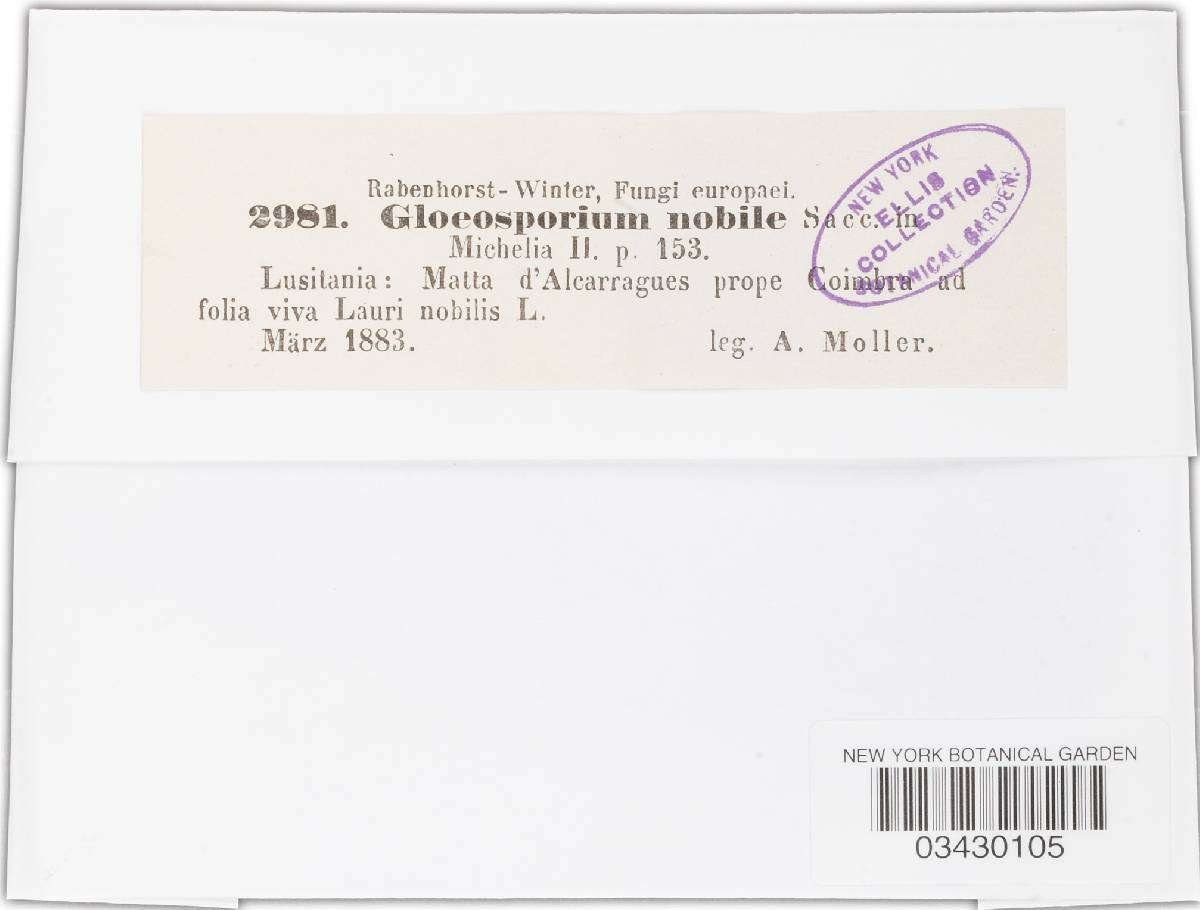 Rabenhorst-Winter, Fungi europaei.
2981. Gloeosporium nobile Sacc. in
Michelia II. p. 153.
Lusitania: Matta d'Alcarragues prope Coimbra ad
folia viva Lauri nobilis L.
März 1883. leg. A. Moller.
NEW YORK
ELLIS
COLLECTION
BOTANICAL GARDEN.
NEW YORK BOTANICAL GARDEN
03430105